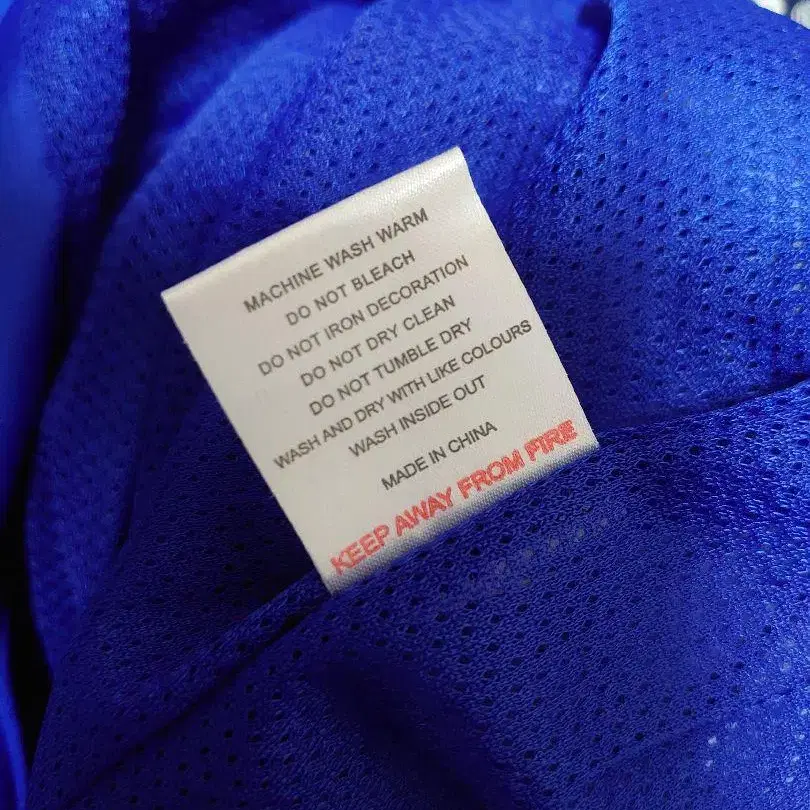 MACHINE WASH WARM
DO NOT BLEACH
DO NOT IRON DECORATION
DO NOT DRY CLEAN
DO NOT TUMBLE DRY
WASH AND DRY WITH LIKE COLOURS
WASH INSIDE OUT
MADE IN CHINA
KEEP AWAY FROM FIRE